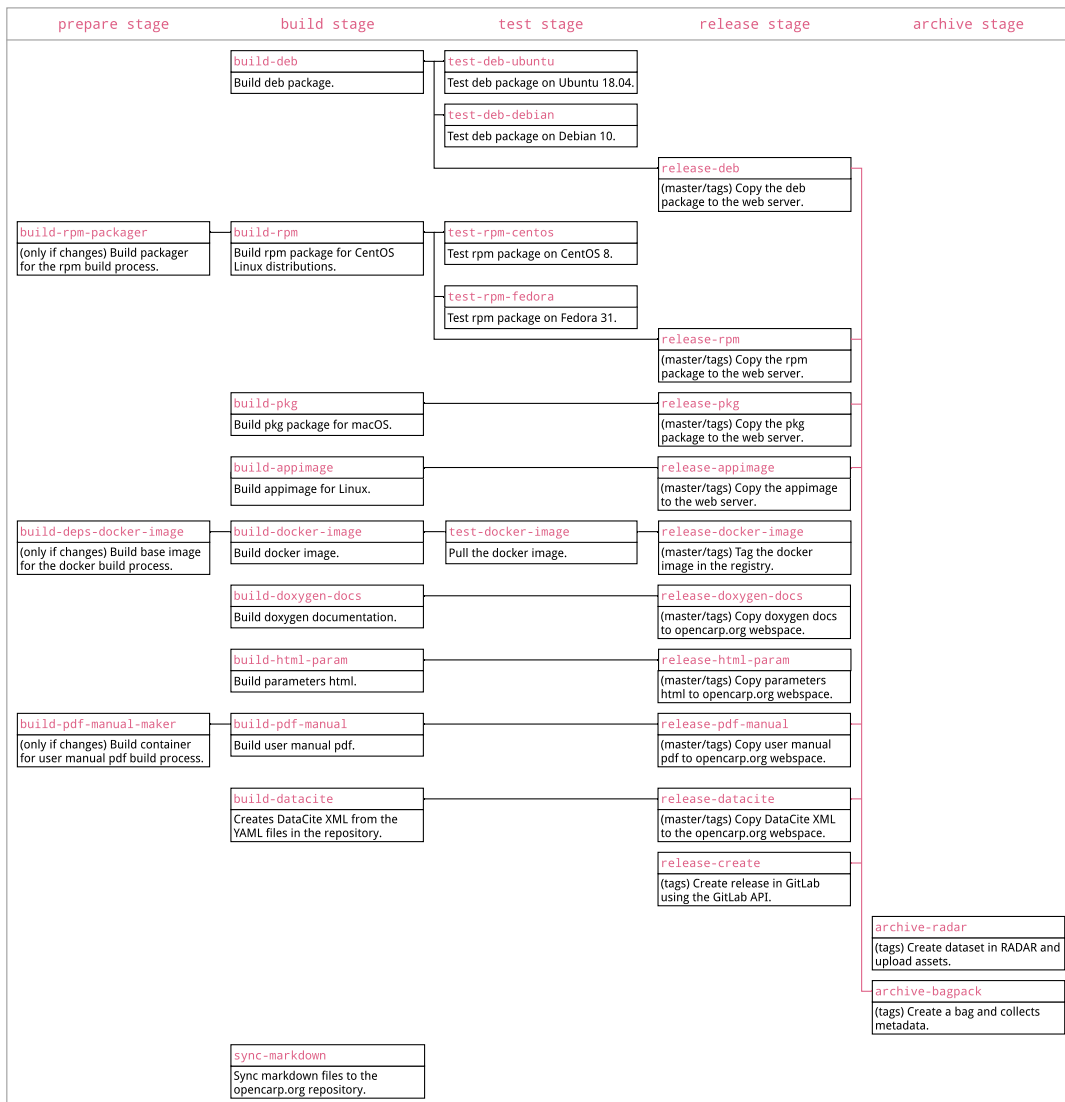 prepare stage
build stage
test stage
release stage
archive stage
build-deb
Build deb package.
test-deb-ubuntu
Test deb package on Ubuntu 18.04.
test-deb-debian
Test deb package on Debian 10.
release-deb
(master/tags) Copy the deb
package to the web server.
build-rpm-packager
(only if changes) Build packager
for the rpm build process.
build-rpm
Build rpm package for CentOS
Linux distributions.
test-rpm-centos
Test rpm package on CentOS 8.
test-rpm-fedora
Test rpm package on Fedora 31.
release-rpm
(master/tags) Copy the rpm
package to the web server.
build-pkg
Build pkg package for macOS.
release-pkg
(master/tags) Copy the pkg
package to the web server.
build-appimage
Build appimage for Linux.
release-appimage
(master/tags) Copy the appimage
to the web server.
build-deps-docker-image
(only if changes) Build base image
for the docker build process.
build-docker-image
Build docker image.
test-docker-image
Pull the docker image.
release-docker-image
(master/tags) Tag the docker
image in the registry.
build-doxygen-docs
Build doxygen documentation.
release-doxygen-docs
(master/tags) Copy doxygen docs
to opencarp.org webspace.
build-html-param
Build parameters html.
release-html-param
(master/tags) Copy parameters
html to opencarp.org webspace.
build-pdf-manual-maker
(only if changes) Build container
for user manual pdf build process.
build-pdf-manual
Build user manual pdf.
release-pdf-manual
(master/tags) Copy user manual
pdf to opencarp.org webspace.
build-datacite
Creates DataCite XML from the
YAML files in the repository.
release-datacite
(master/tags) Copy DataCite XML
to the opencarp.org webspace.
release-create
(tags) Create release in GitLab
using the GitLab API.
archive-radar
(tags) Create dataset in RADAR and
upload assets.
archive-bagpack
(tags) Create a bag and collects
metadata.
sync-markdown
Sync markdown files to the
opencarp.org repository.